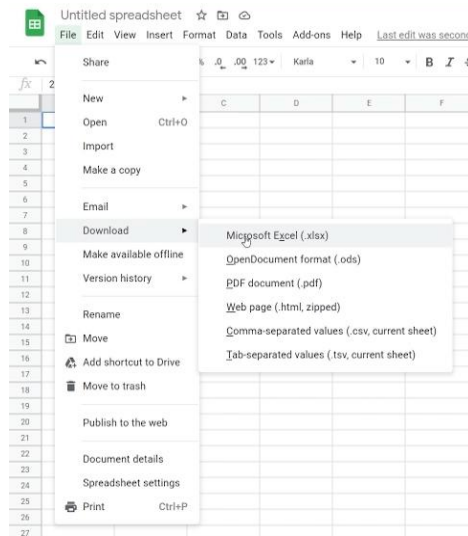 Untitled spreadsheet
File Edit View Insert Format Data Tools Add-ons Help Last edit was
.0 .00 123 Karla 10 B I
fx 2
Share
New
Open Ctrl+O
Import
Make a copy
Email
Download
Make available offline
Version history
Rename
Move
Add shortcut to Drive
Move to trash
Publish to the web
Document details
Spreadsheet settings
Print Ctrl+P
Microsoft Excel (.xlsx)
OpenDocument format (.ods)
PDF document (.pdf)
Web page (.html, zipped)
Comma-separated values (.csv, current sheet)
Tab-separated values (.tsv, current sheet)
C D E F
1
2
3
4
5
6
7
8
9
10
11
12
13
14
15
16
17
18
19
20
21
22
23
24
25
26
27